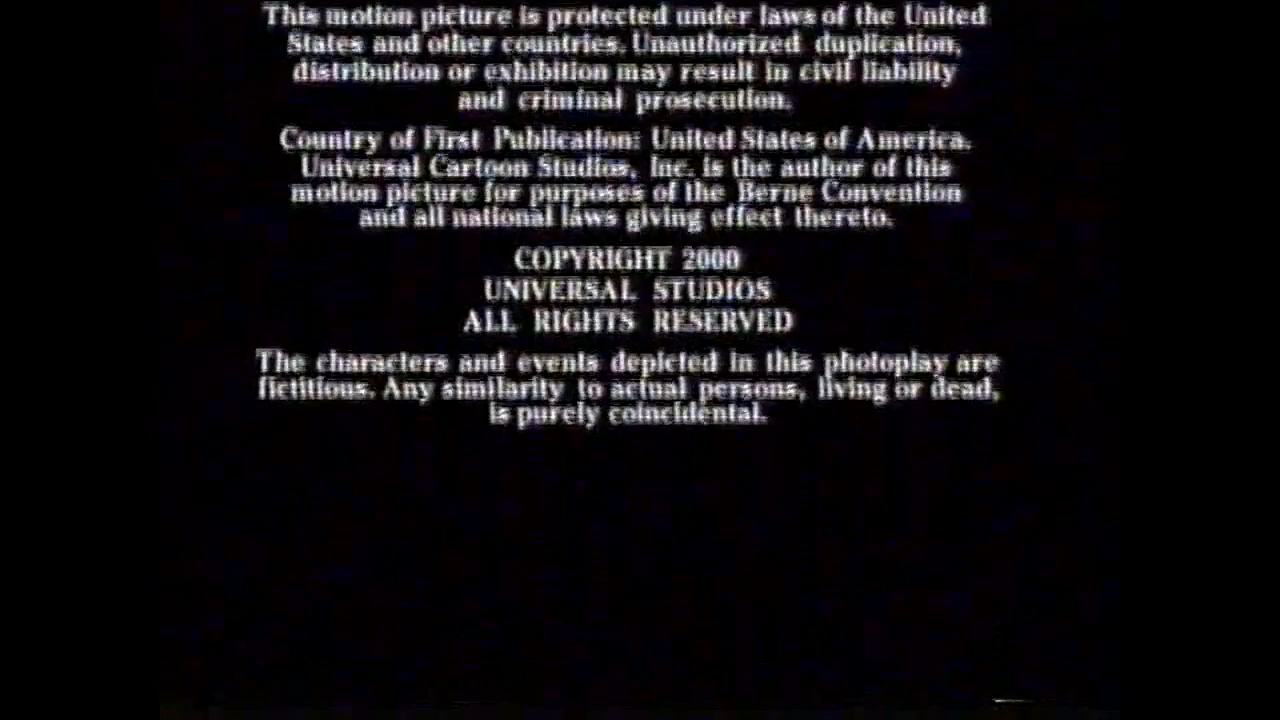 This motion picture is protected under laws of the United
States and other countries. Unauthorized duplication,
distribution or exhibition may result in civil liability
and criminal prosecution.
Country of First Publication: United States of America.
Universal Cartoon Studios, Inc. is the author of this
motion picture for purposes of the Berne Convention
and all national laws giving effect thereto.
COPYRIGHT 2000
UNIVERSAL STUDIOS
ALL RIGHTS RESERVED
The characters and events depicted in this photoplay are
fictitious. Any similarity to actual persons, living or dead,
is purely coincidental.